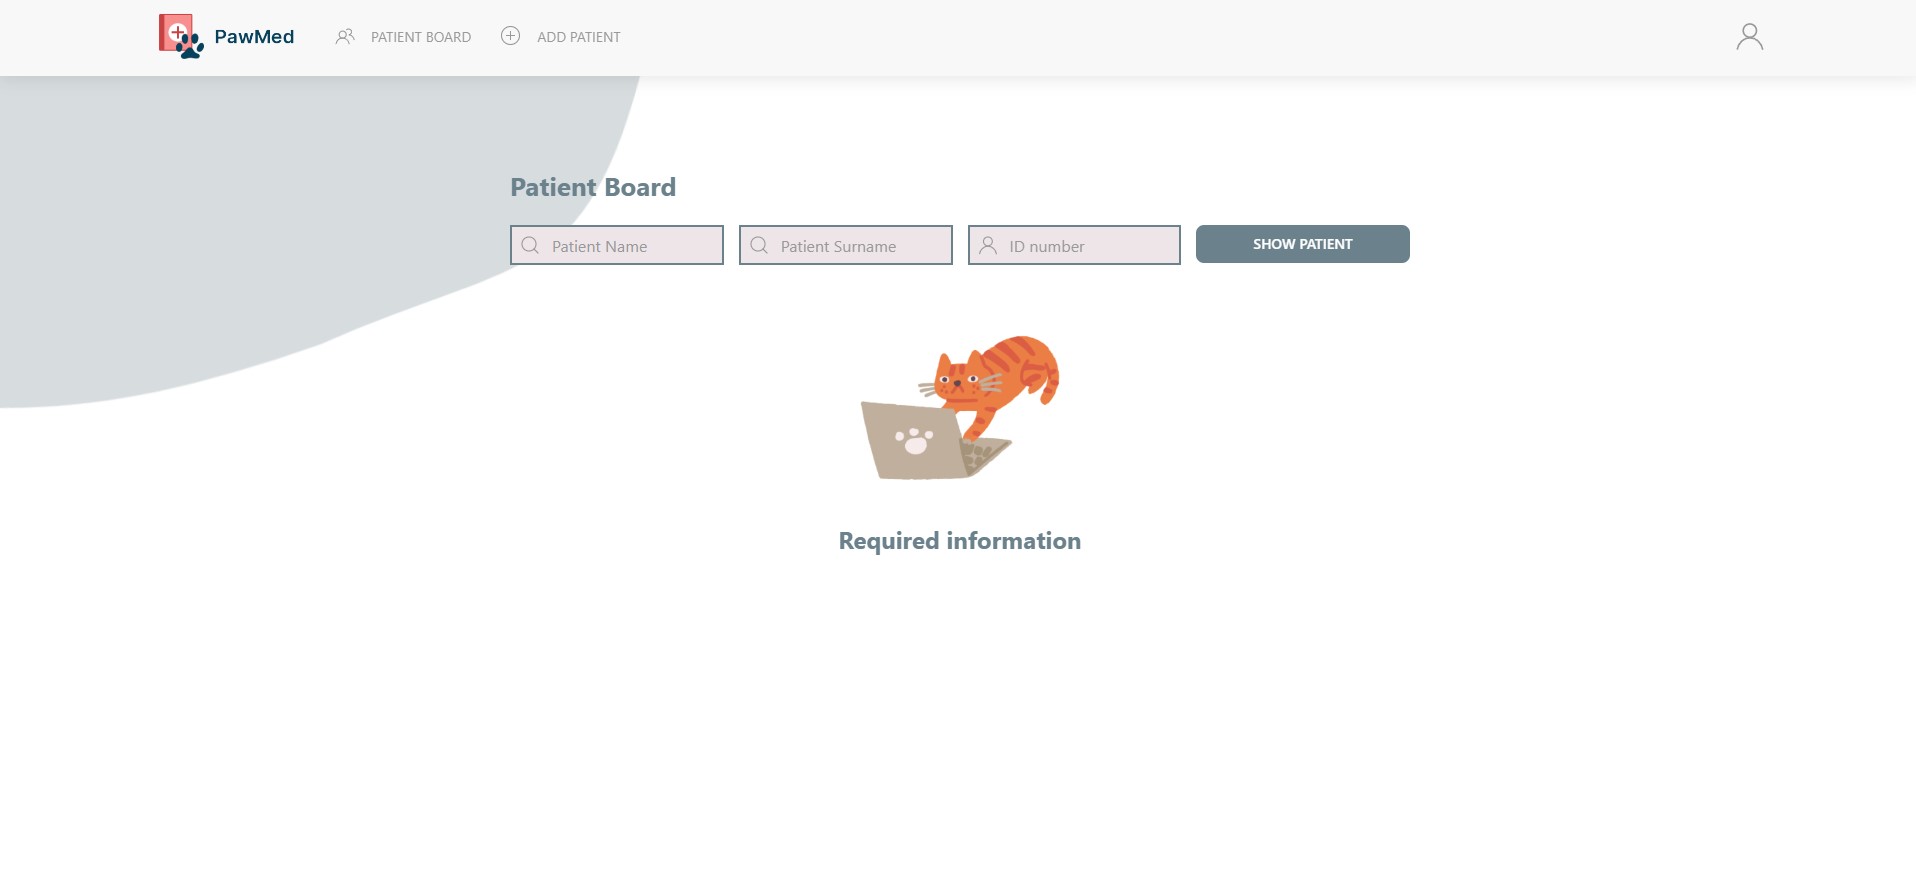 PawMed
PATIENT BOARD
ADD PATIENT
Patient Board
Patient Name
Patient Surname
ID number
SHOW PATIENT
Required information